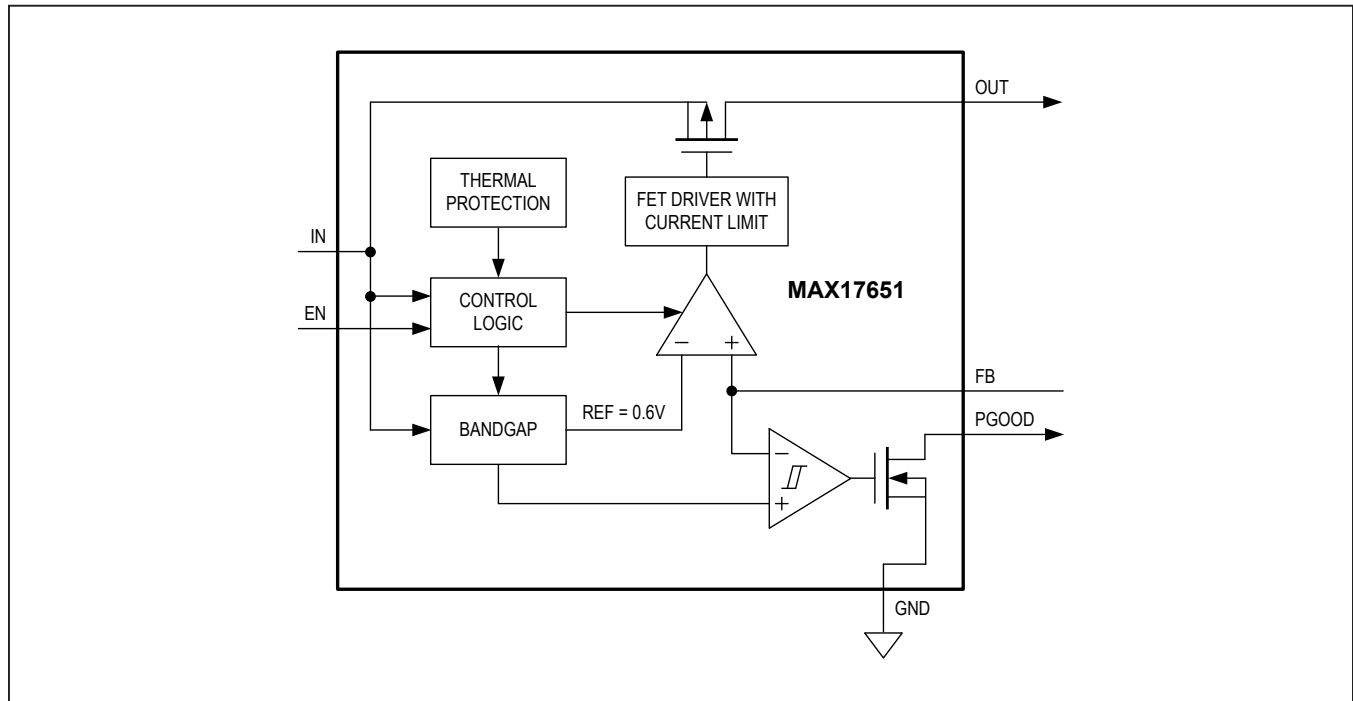 OUT
THERMAL
PROTECTION
FET DRIVER WITH
CURRENT LIMIT
IN
CONTROL
LOGIC
MAX17651
EN
− +
FB
REF = 0.6V
PGOOD
BANDGAP
−
+
GND